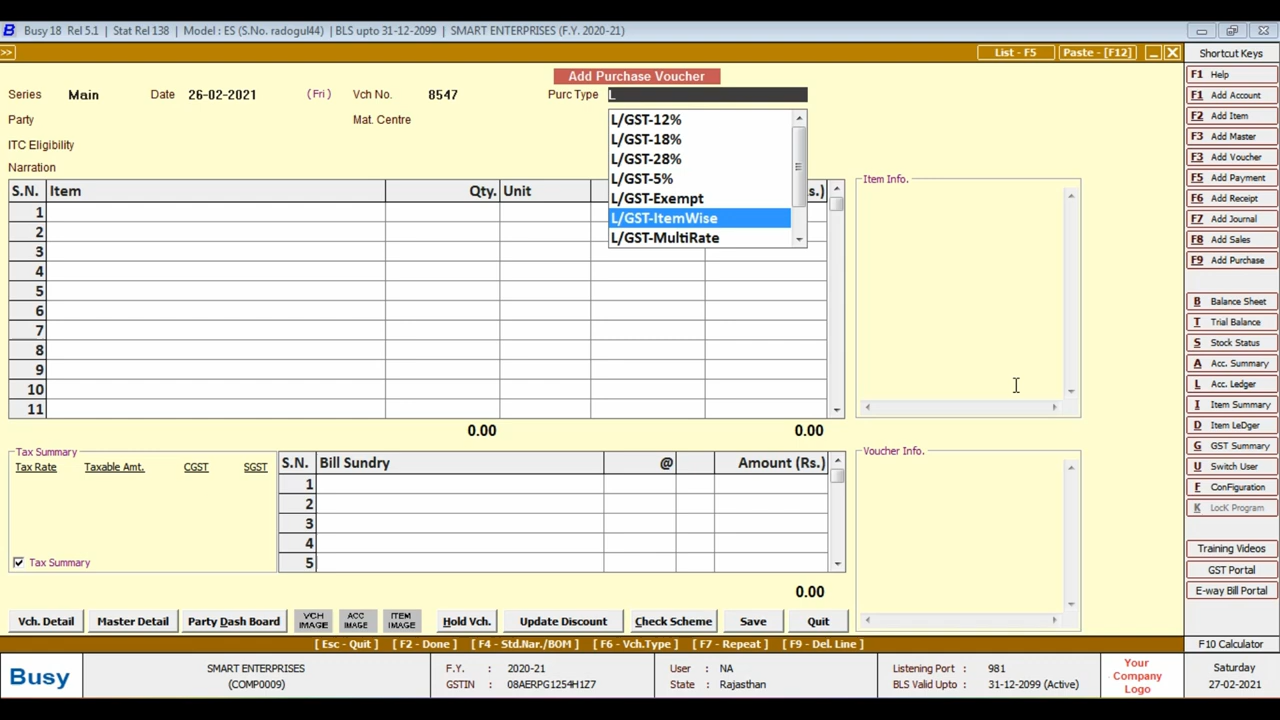 Busy 18 Rel 5.1 | Stat Rel 138 | Model : ES (S.No. radogul44) | BLS upto 31-12-2099 | SMART ENTERPRISES (F.Y. 2020-21)
>> List - F5 Paste - [F12] Shortcut Keys
Add Purchase Voucher
Series Main Date 26-02-2021 (Fri) Vch No. 8547 Purc Type L
Party Mat. Centre
ITC Eligibility
Narration
L/GST-12%
L/GST-18%
L/GST-28%
L/GST-5%
L/GST-Exempt
L/GST-ItemWise
L/GST-MultiRate
S.N. Item Qty. Unit s.)
1
2
3
4
5
6
7
8
9
10
11
0.00 0.00
Item Info.
Tax Summary
Tax Rate Taxable Amt. CGST SGST
Tax Summary
S.N. Bill Sundry @ Amount (Rs.)
1
2
3
4
5
0.00
Voucher Info.
Vch. Detail Master Detail Party Dash Board VCH IMAGE ACC IMAGE ITEM IMAGE Hold Vch. Update Discount Check Scheme Save Quit
[ Esc - Quit ] [ F2 - Done ] [ F4 - Std.Nar./BOM ] [ F6 - Vch.Type ] [ F7 - Repeat ] [ F9 - Del. Line ]
F1 Help
F1 Add Account
F2 Add Item
F3 Add Master
F3 Add Voucher
F5 Add Payment
F6 Add Receipt
F7 Add Journal
F8 Add Sales
F9 Add Purchase
B Balance Sheet
T Trial Balance
S Stock Status
A Acc. Summary
L Acc. Ledger
I Item Summary
D Item LeDger
G GST Summary
U Switch User
F ConFiguration
K LocK Program
Training Videos
GST Portal
E-way Bill Portal
F10 Calculator
Busy
SMART ENTERPRISES
(COMP0009)
F.Y. : 2020-21
GSTIN : 08AERPG1254H1Z7
User : NA
State : Rajasthan
Listening Port : 981
BLS Valid Upto : 31-12-2099 (Active)
Your
Company
Logo
Saturday
27-02-2021